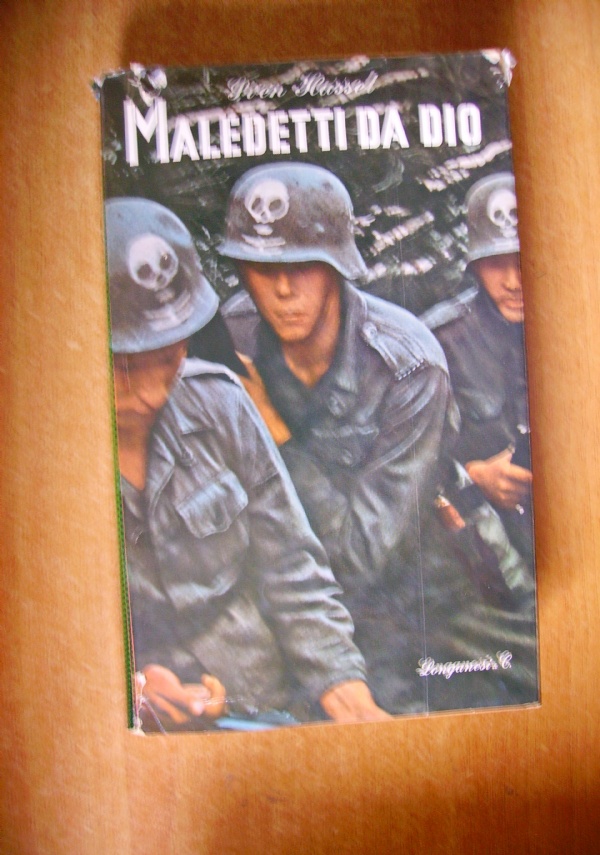 Sven Hassel
MALEDETTI DA DIO
Longanesi & C.